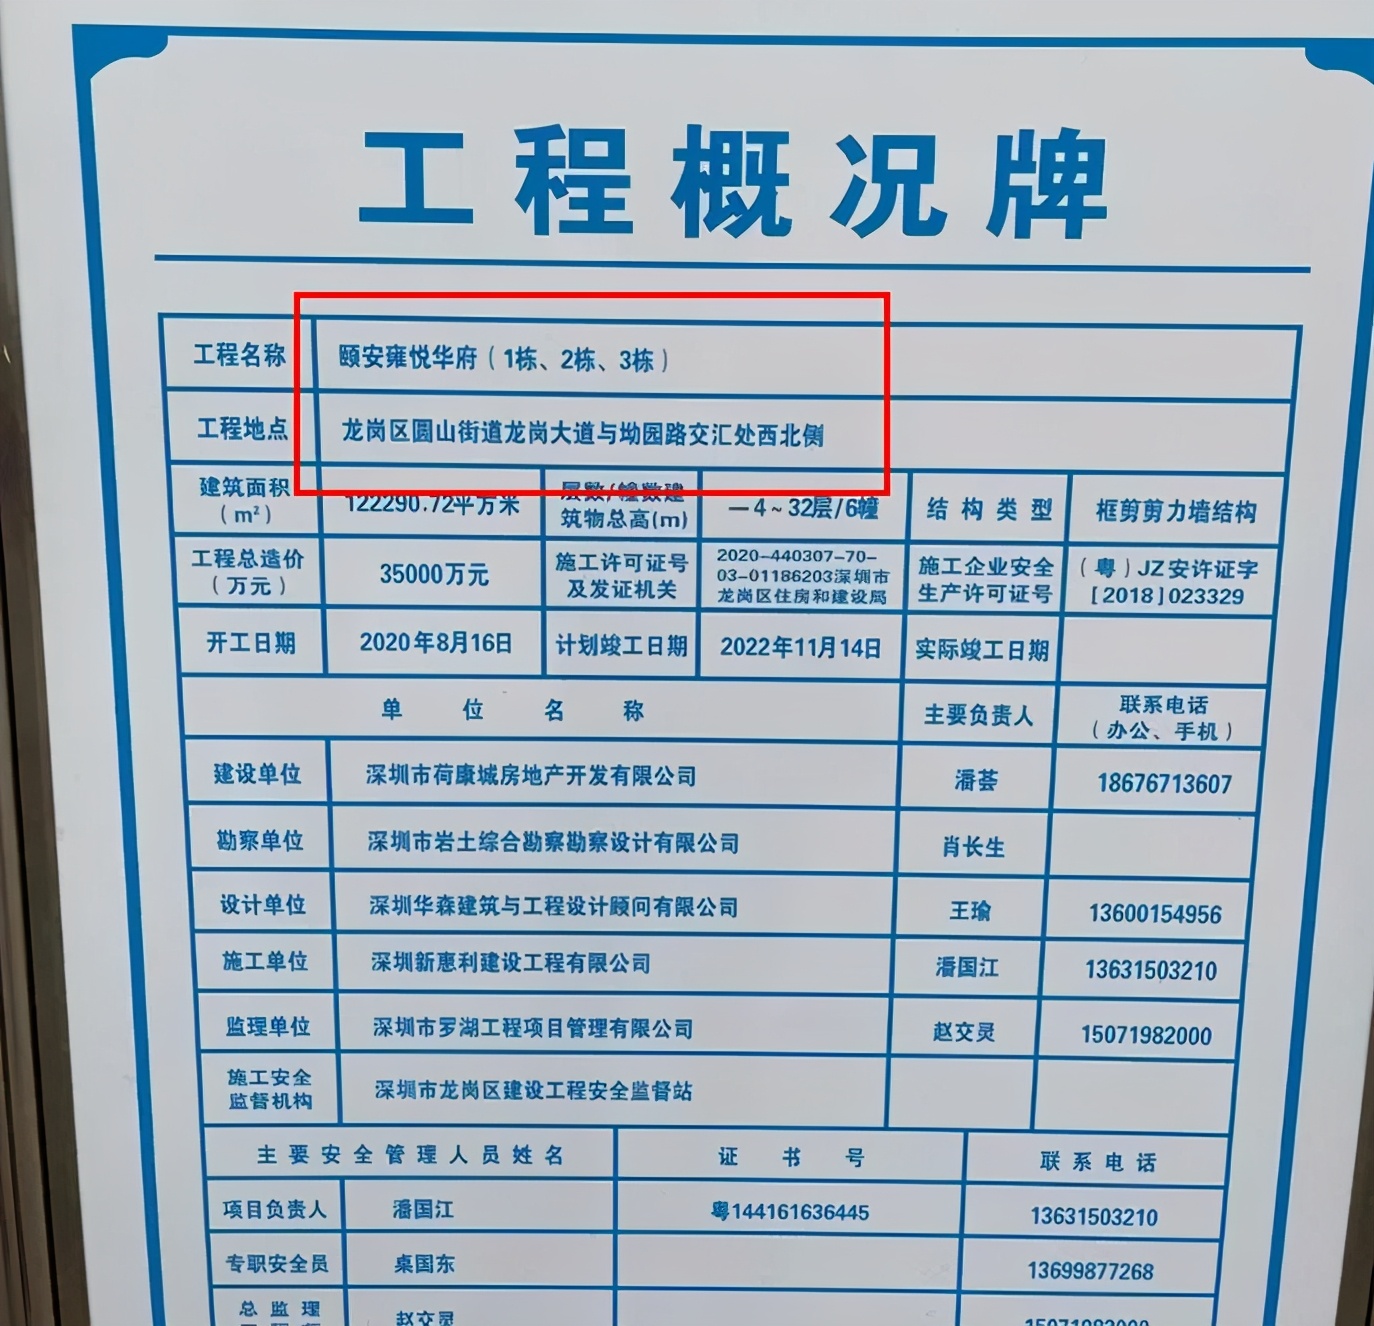 工程概况牌
工程名称 颐安雍悦华府（1栋、2栋、3栋）
工程地点 龙岗区圆山街道龙岗大道与坳园路交汇处西北侧
建筑面积
（m²）
122290.72平方米
层数/幢数建
筑物总高(m)
－4~32层/6幢
结构类型
框剪剪力墙结构
工程总造价
（万元）
35000万元
施工许可证号
及发证机关
2020-440307-70-
03-01186203深圳市
龙岗区住房和建设局
施工企业安全
生产许可证号
（粤）JZ安许证字
[2018]023329
开工日期 2020年8月16日 计划竣工日期 2022年11月14日 实际竣工日期
单位名称 主要负责人
联系电话
（办公、手机）
建设单位 深圳市荷康城房地产开发有限公司 潘荟 18676713607
勘察单位 深圳市岩土综合勘察勘察设计有限公司 肖长生
设计单位 深圳华森建筑与工程设计顾问有限公司 王瑜 13600154956
施工单位 深圳新惠利建设工程有限公司 潘国江 13631503210
监理单位 深圳市罗湖工程项目管理有限公司 赵交灵 15071982000
施工安全
监督机构
深圳市龙岗区建设工程安全监督站
主要安全管理人员姓名 证书号 联系电话
项目负责人 潘国江 粤144161636445 13631503210
专职安全员 桌国东 13699877268
总监理
赵交灵 15071982000